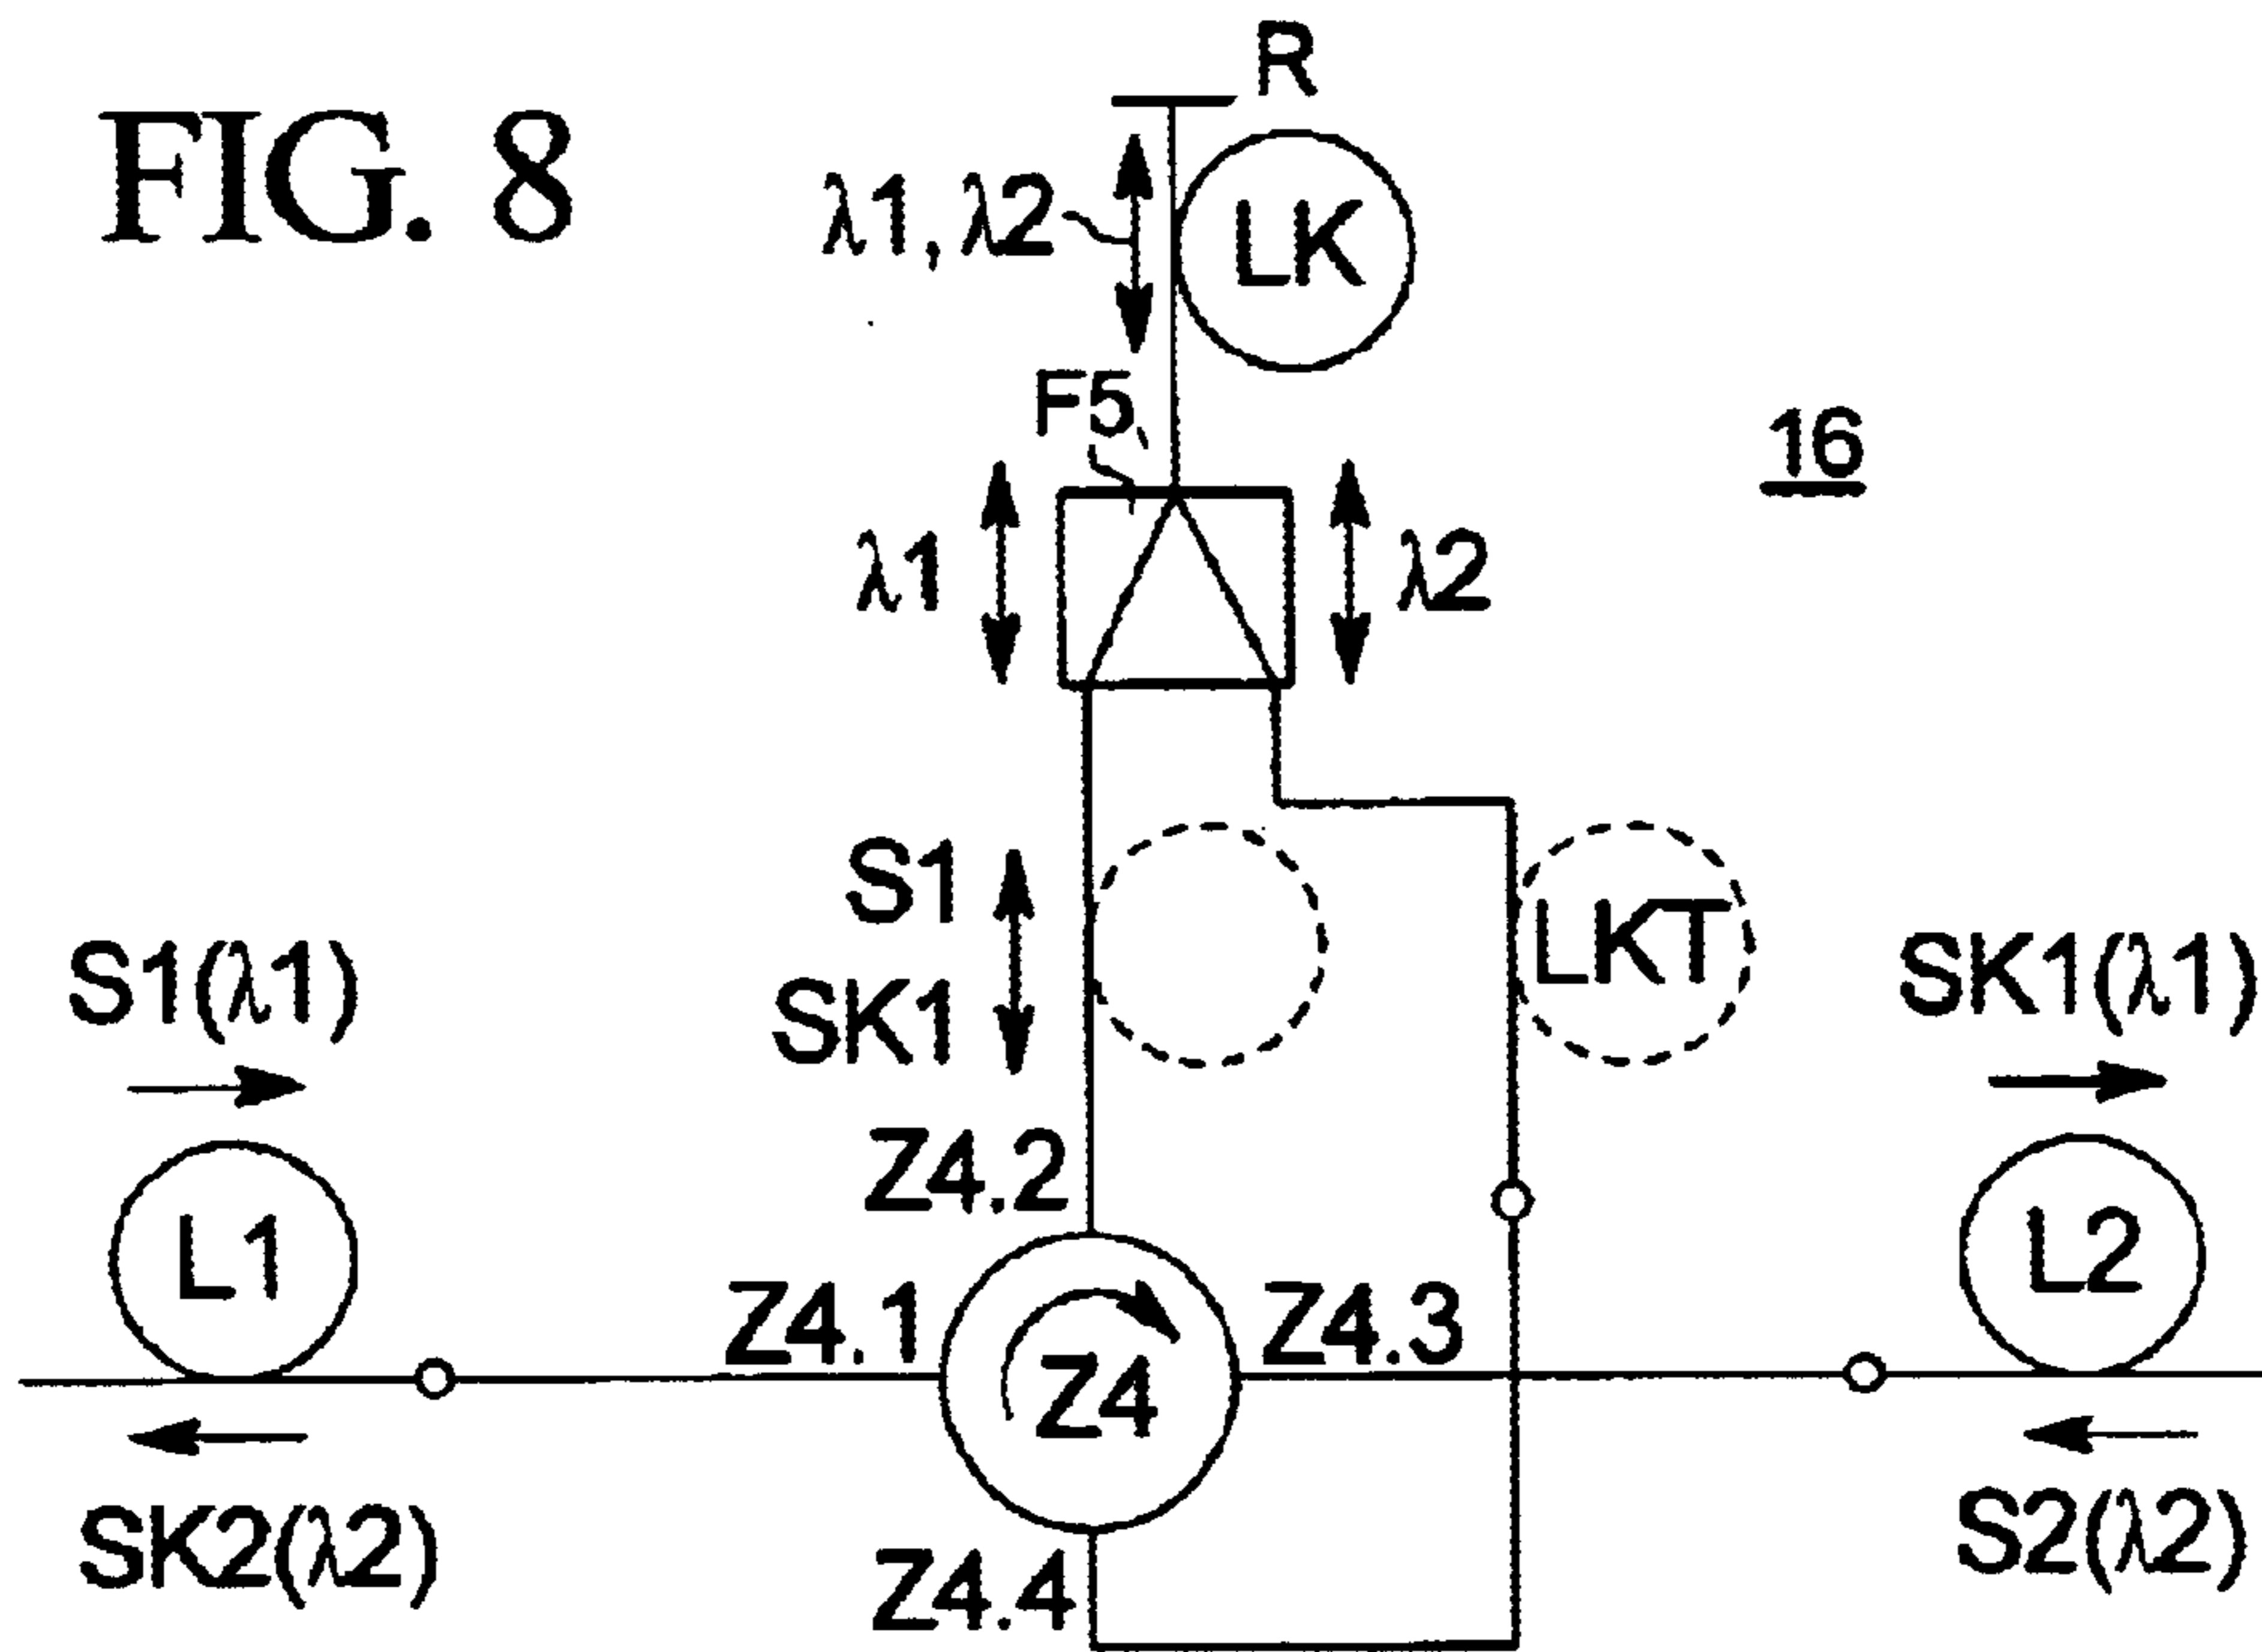 FIG. 8
R
λ1, λ2
LK
F5
16
λ1
λ2
S1
SK1
LKT
S1(λ1)
SK1(λ1)
Z4.2
L1
L2
Z4.1
Z4.3
Z4
SK2(λ2)
S2(λ2)
Z4.4